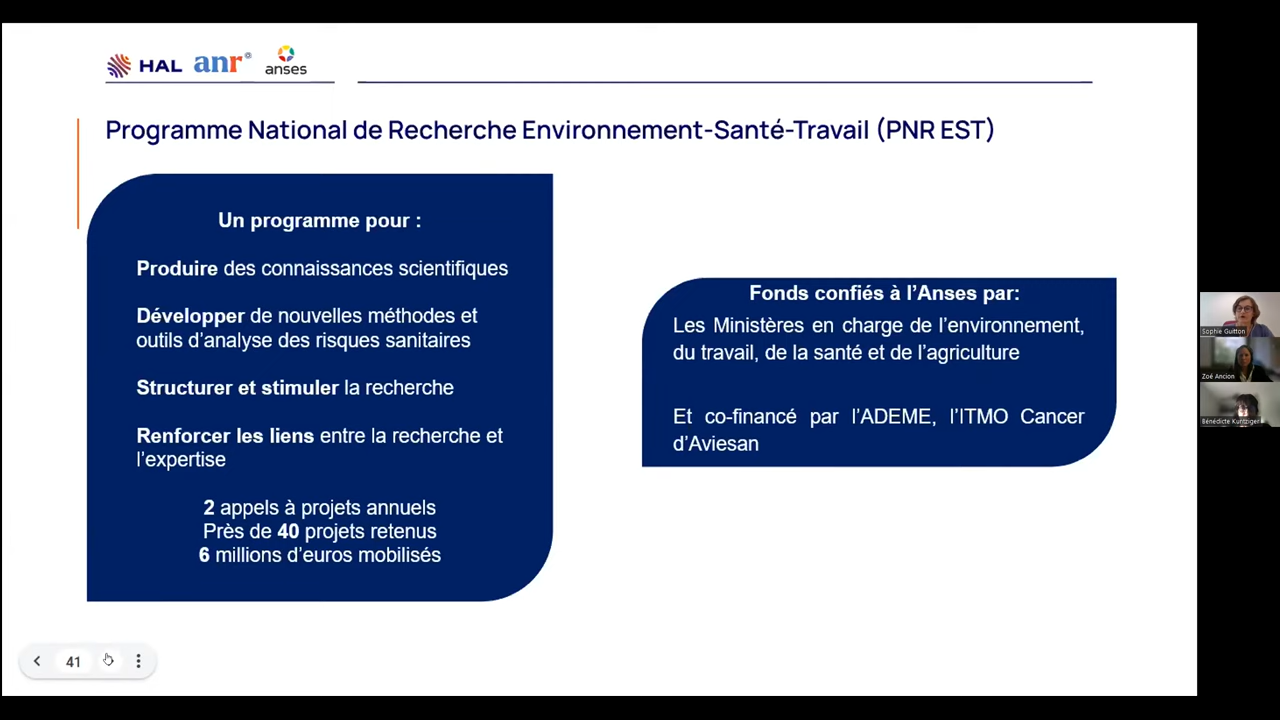 HAL anr anses
Programme National de Recherche Environnement-Santé-Travail (PNR EST)
Un programme pour :
Produire des connaissances scientifiques
Développer de nouvelles méthodes et
outils d'analyse des risques sanitaires
Structurer et stimuler la recherche
Renforcer les liens entre la recherche et
l'expertise
2 appels à projets annuels
Près de 40 projets retenus
6 millions d'euros mobilisés
Fonds confiés à l'Anses par:
Les Ministères en charge de l'environnement,
du travail, de la santé et de l'agriculture
Et co-financé par l'ADEME, l'ITMO Cancer
d'Aviesan
Sophie Guitton
Zoé Ancion
Bénédicte Kuntziger
41